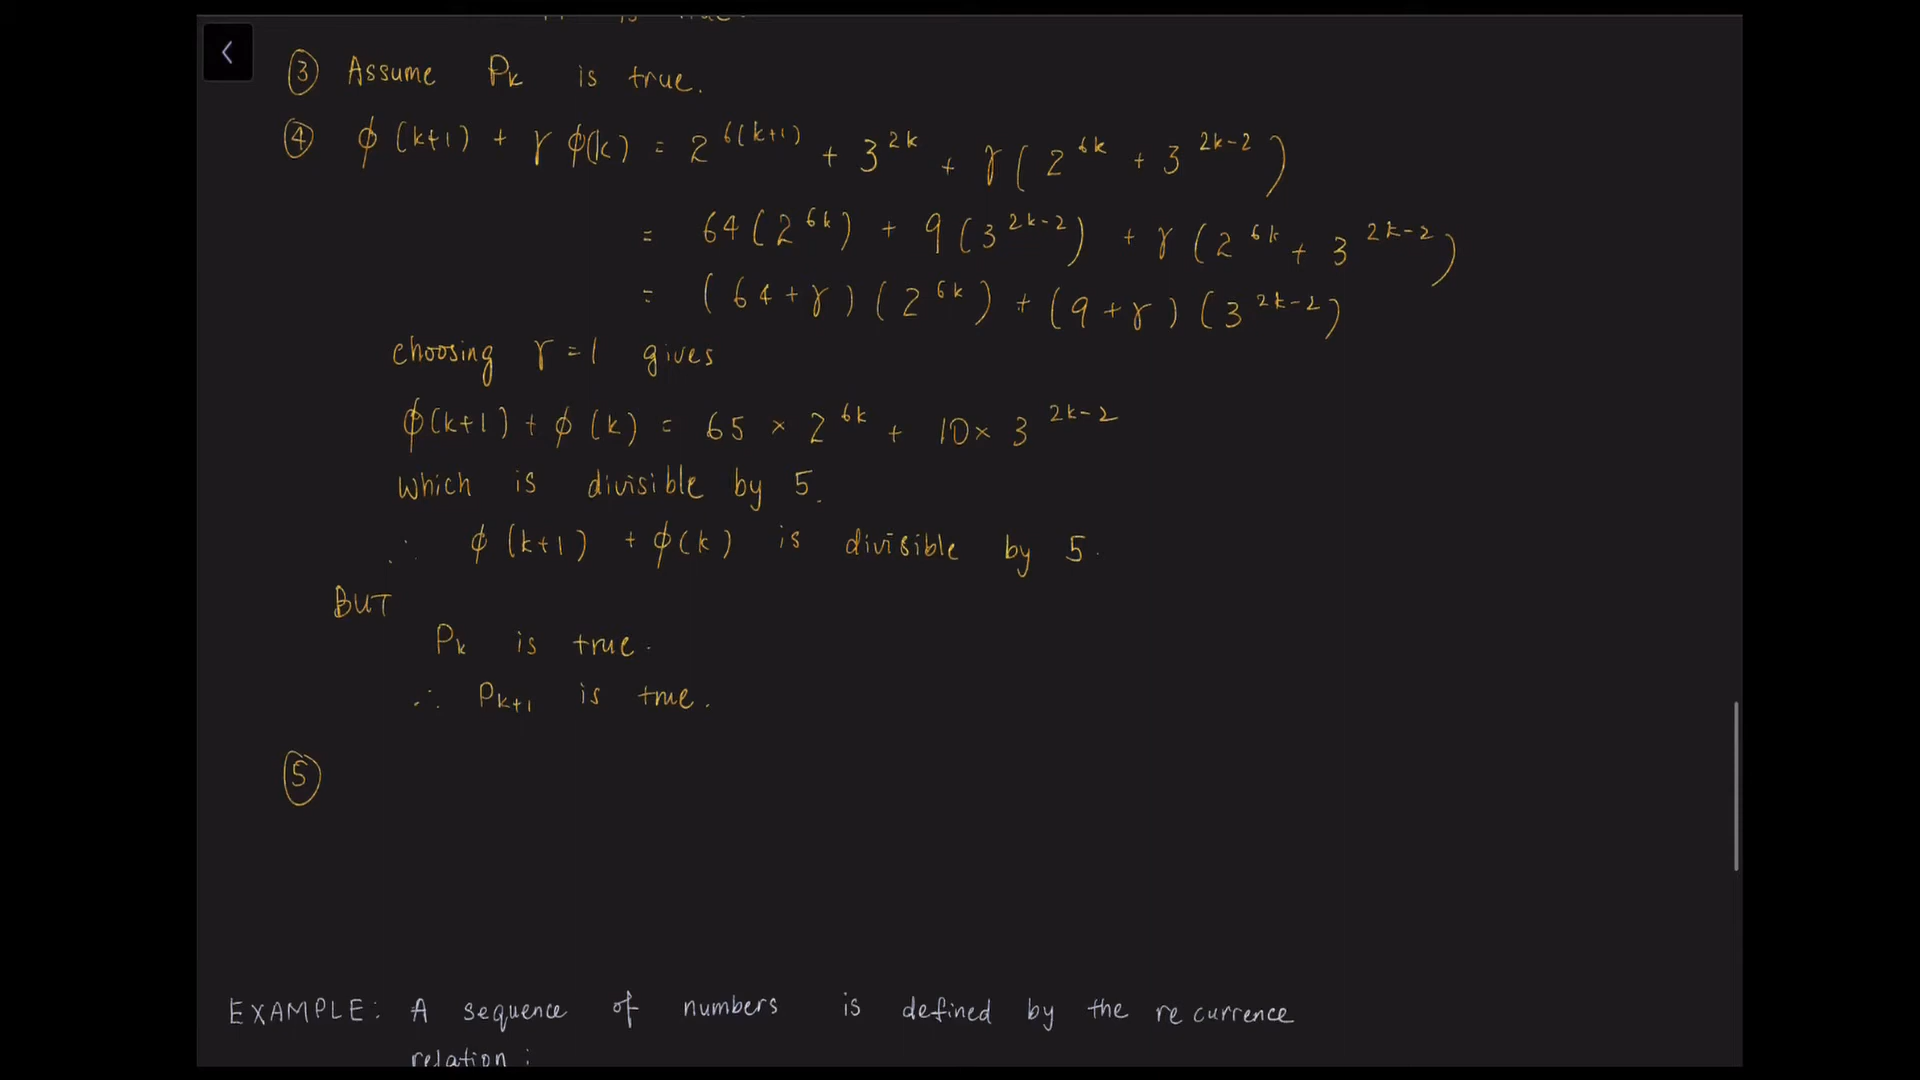 ③ Assume Pk is true.
④ ϕ(k+1) + γ ϕ(k) = 2^{6(k+1)} + 3^{2k} + γ(2^{6k} + 3^{2k-2})
= 64(2^{6k}) + 9(3^{2k-2}) + γ(2^{6k} + 3^{2k-2})
= (64+γ)(2^{6k}) + (9+γ)(3^{2k-2})
choosing γ=1 gives
ϕ(k+1) + ϕ(k) = 65 × 2^{6k} + 10 × 3^{2k-2}
which is divisible by 5.
∴ ϕ(k+1) + ϕ(k) is divisible by 5.
BUT
Pk is true.
∴ Pk+1 is true.
⑤
EXAMPLE: A sequence of numbers is defined by the recurrence
relation: